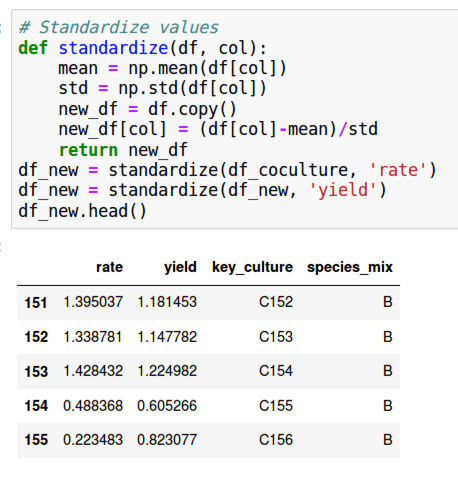 # Standardize values
def standardize(df, col):
    mean = np.mean(df[col])
    std = np.std(df[col])
    new_df = df.copy()
    new_df[col] = (df[col]-mean)/std
    return new_df
df_new = standardize(df_coculture, 'rate')
df_new = standardize(df_new, 'yield')
df_new.head()
rate yield key_culture species_mix
151 1.395037 1.181453 C152 B
152 1.338781 1.147782 C153 B
153 1.428432 1.224982 C154 B
154 0.488368 0.605266 C155 B
155 0.223483 0.823077 C156 B